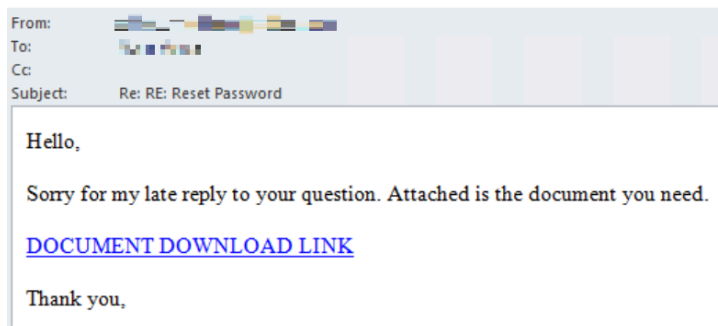 From:
To:
Cc:
Subject: Re: RE: Reset Password
Hello,
Sorry for my late reply to your question. Attached is the document you need.
DOCUMENT DOWNLOAD LINK
Thank you,